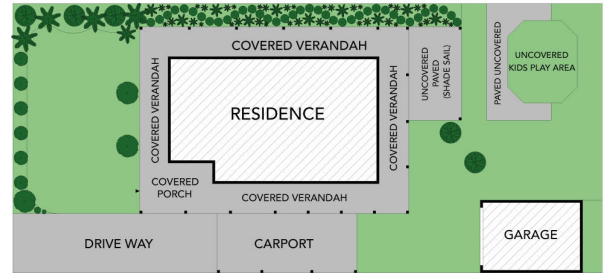 COVERED VERANDAH
COVERED VERANDAH
RESIDENCE
COVERED VERANDAH
UNCOVERED
PAVED
(SHADE SAIL)
PAVED UNCOVERED
UNCOVERED
KIDS PLAY AREA
COVERED
PORCH
COVERED VERANDAH
DRIVE WAY
CARPORT
GARAGE